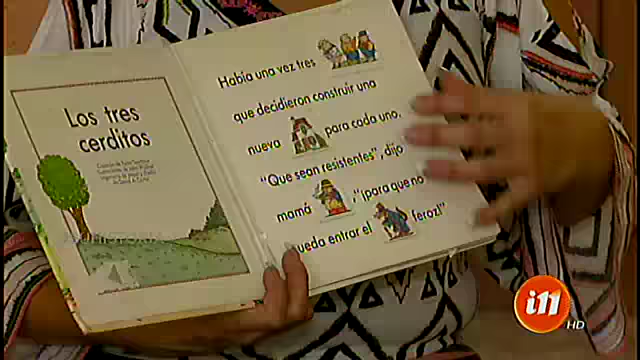 Los tres
cerditos
Había una vez tres
que decidieron construir una
nueva para cada uno.
"Que sean resistentes", dijo
mamá , "¡para que no
pueda entrar el feroz!"
i11
HD